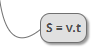 S = v.t